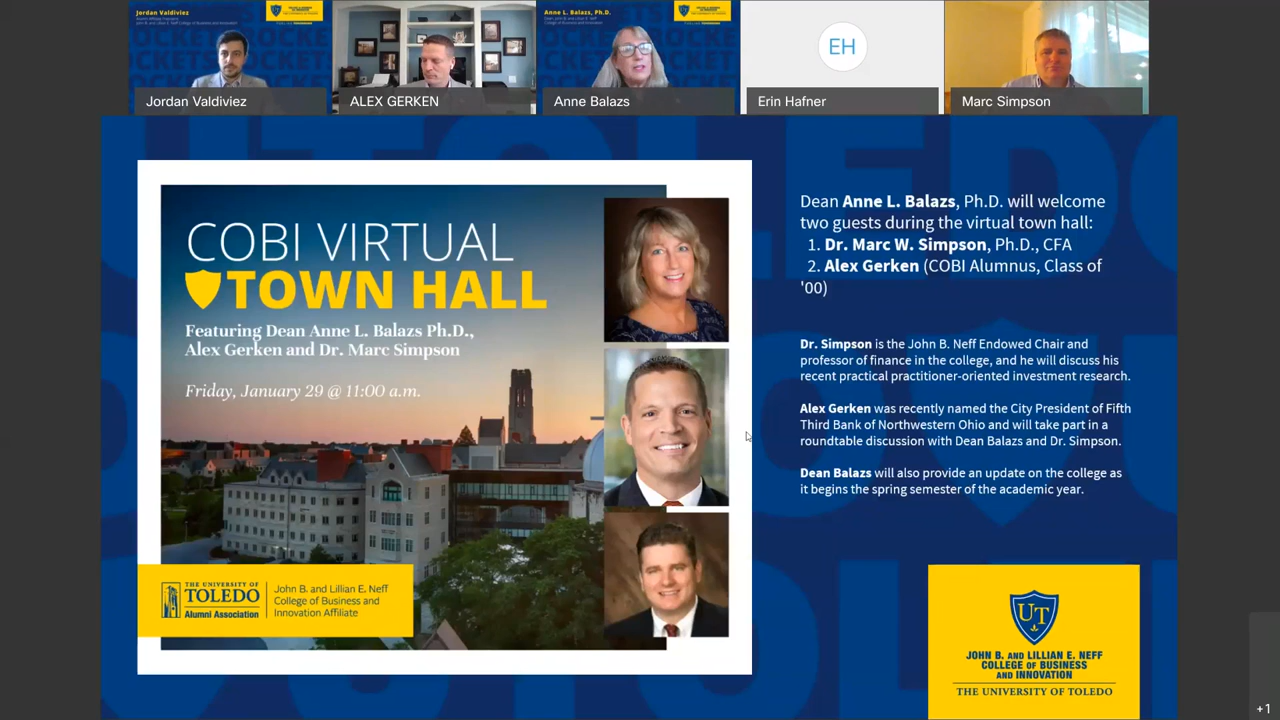 Jordan Valdiviez
Anne L. Balazs, Ph.D.
ROCKETS
Jordan Valdiviez
ALEX GERKEN
Anne Balazs
EH
Erin Hafner
Marc Simpson
COBI VIRTUAL
TOWN HALL
Featuring Dean Anne L. Balazs Ph.D.,
Alex Gerken and Dr. Marc Simpson
Friday, January 29 @ 11:00 a.m.
THE UNIVERSITY OF
TOLEDO
Alumni Association
John B. and Lillian E. Neff
College of Business and
Innovation Affiliate
Dean Anne L. Balazs, Ph.D. will welcome
two guests during the virtual town hall:
1. Dr. Marc W. Simpson, Ph.D., CFA
2. Alex Gerken (COBI Alumnus, Class of
'00)
Dr. Simpson is the John B. Neff Endowed Chair and
professor of finance in the college, and he will discuss his
recent practical practitioner-oriented investment research.
Alex Gerken was recently named the City President of Fifth
Third Bank of Northwestern Ohio and will take part in a
roundtable discussion with Dean Balazs and Dr. Simpson.
Dean Balazs will also provide an update on the college as
it begins the spring semester of the academic year.
UT
JOHN B. AND LILLIAN E. NEFF
COLLEGE OF BUSINESS
AND INNOVATION
THE UNIVERSITY OF TOLEDO
+1